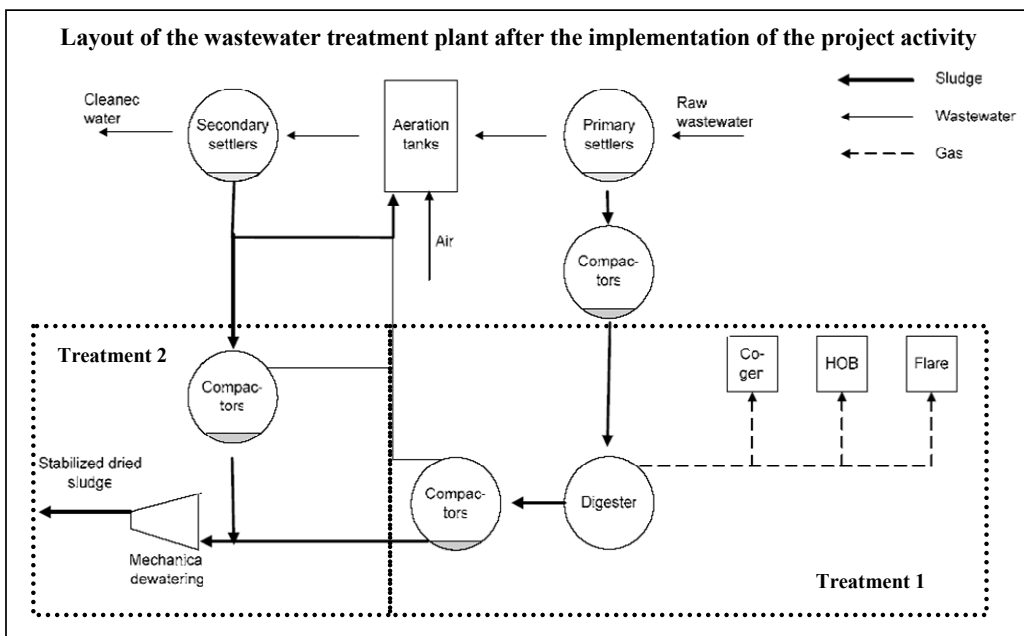 Layout of the wastewater treatment plant after the implementation of the project activity
Sludge
Wastewater
Gas
Cleanec
water
Secondary
settlers
Aeration
tanks
Primary
settlers
Raw
wastewater
Air
Compac-
tors
Treatment 2
Compac-
tors
Co-
ger
HOB
Flare
Stabilized dried
sludge
Compac-
tors
Digester
Mechanica
dewatering
Treatment 1